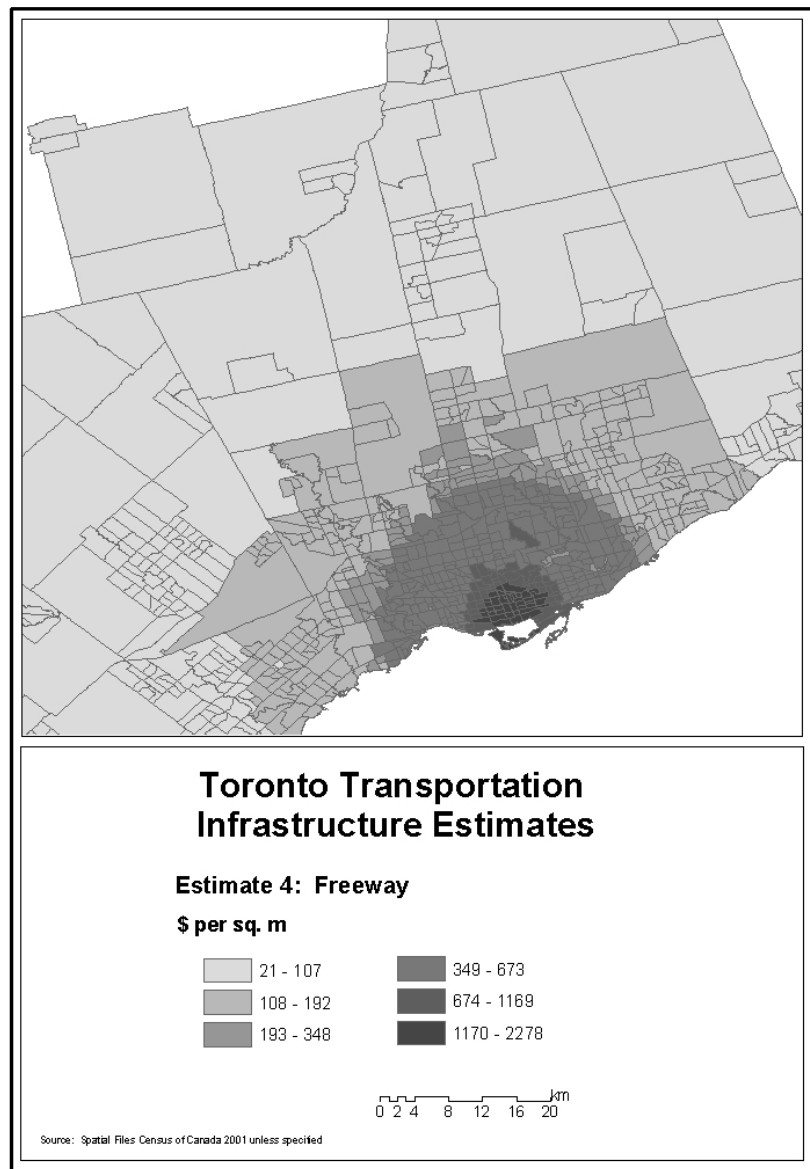 Toronto Transportation
Infrastructure Estimates
Estimate 4: Freeway
$ per sq. m
21 - 107
108 - 192
193 - 348
349 - 673
674 - 1169
1170 - 2278
km
0 2 4 8 12 16 20
Source: Spatial Files Census of Canada 2001 unless specified